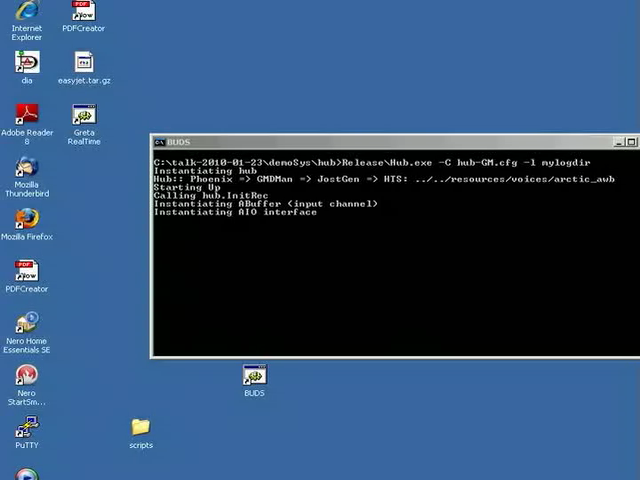 Internet
Explorer
PDFCreator
dia
easyjet.tar.gz
Adobe Reader
8
Greta
RealTime
Mozilla
Thunderbird
Mozilla Firefox
PDFCreator
Nero Home
Essentials SE
Nero
StartSm...
PuTTY
BUDS
C:\talk-2010-01-23\demoSys\hub>Release\Hub.exe -C hub-GM.cfg -l mylogdir
Instantiating hub
Hub:: Phoenix => GMDMan => JostGen => HTS: ../../resources/voices/arctic_awb
Starting Up
Calling hub.InitRec
Instantiating ABuffer (input channel)
Instantiating AIO interface
BUDS
scripts